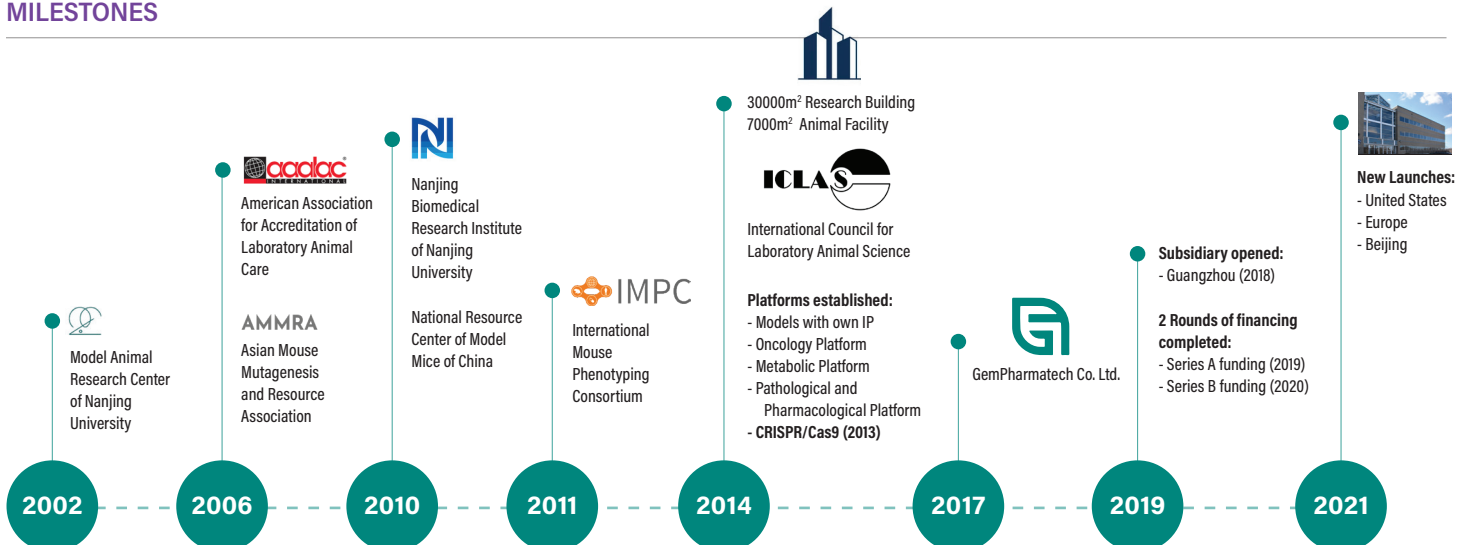 MILESTONES
Model Animal
Research Center
of Nanjing
University
aaalac
INTERNATIONAL
American Association
for Accreditation of
Laboratory Animal
Care
AMMRA
Asian Mouse
Mutagenesis
and Resource
Association
Nanjing
Biomedical
Research Institute
of Nanjing
University
National Resource
Center of Model
Mice of China
IMPC
International
Mouse
Phenotyping
Consortium
30000m² Research Building
7000m² Animal Facility
ICLAS
International Council for
Laboratory Animal Science
Platforms established:
- Models with own IP
- Oncology Platform
- Metabolic Platform
- Pathological and
Pharmacological Platform
- CRISPR/Cas9 (2013)
GemPharmatech Co. Ltd.
Subsidiary opened:
- Guangzhou (2018)
2 Rounds of financing
completed:
- Series A funding (2019)
- Series B funding (2020)
New Launches:
- United States
- Europe
- Beijing
2002
2006
2010
2011
2014
2017
2019
2021